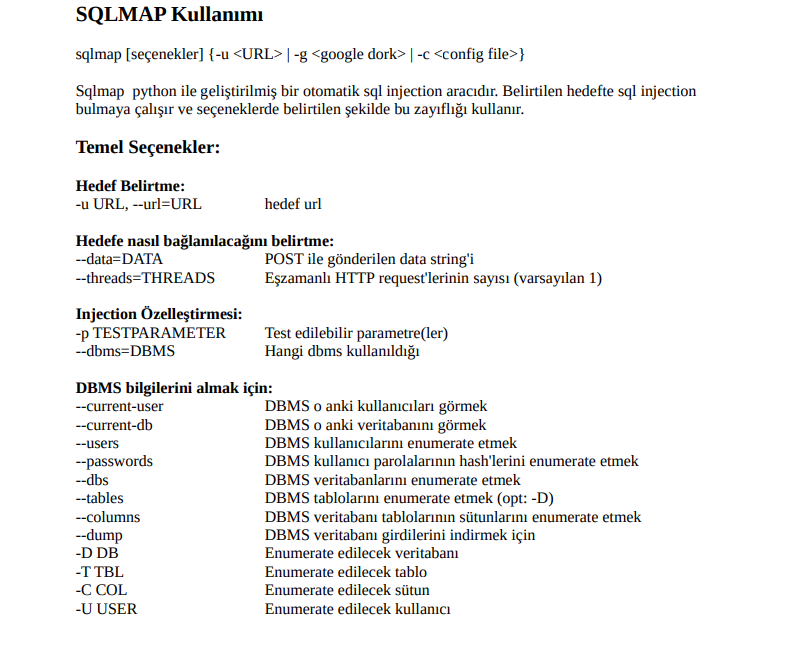 SQLMAP Kullanımı
sqlmap [seçenekler] {-u <URL> | -g <google dork> | -c <config file>}
Sqlmap python ile geliştirilmiş bir otomatik sql injection aracıdır. Belirtilen hedefte sql injection
bulmaya çalışır ve seçeneklerde belirtilen şekilde bu zayıflığı kullanır.
Temel Seçenekler:
Hedef Belirtme:
-u URL, --url=URL hedef url
Hedefe nasıl bağlanılacağını belirtme:
--data=DATA POST ile gönderilen data string'i
--threads=THREADS Eşzamanlı HTTP request'lerinin sayısı (varsayılan 1)
Injection Özelleştirmesi:
-p TESTPARAMETER Test edilebilir parametre(ler)
--dbms=DBMS Hangi dbms kullanıldığı
DBMS bilgilerini almak için:
--current-user DBMS o anki kullanıcıları görmek
--current-db DBMS o anki veritabanını görmek
--users DBMS kullanıcılarını enumerate etmek
--passwords DBMS kullanıcı parolalarının hash'lerini enumerate etmek
--dbs DBMS veritabanlarını enumerate etmek
--tables DBMS tablolarını enumerate etmek (opt: -D)
--columns DBMS veritabanı tablolarının sütunlarını enumerate etmek
--dump DBMS veritabanı girdilerini indirmek için
-D DB Enumerate edilecek veritabanı
-T TBL Enumerate edilecek tablo
-C COL Enumerate edilecek sütun
-U USER Enumerate edilecek kullanıcı